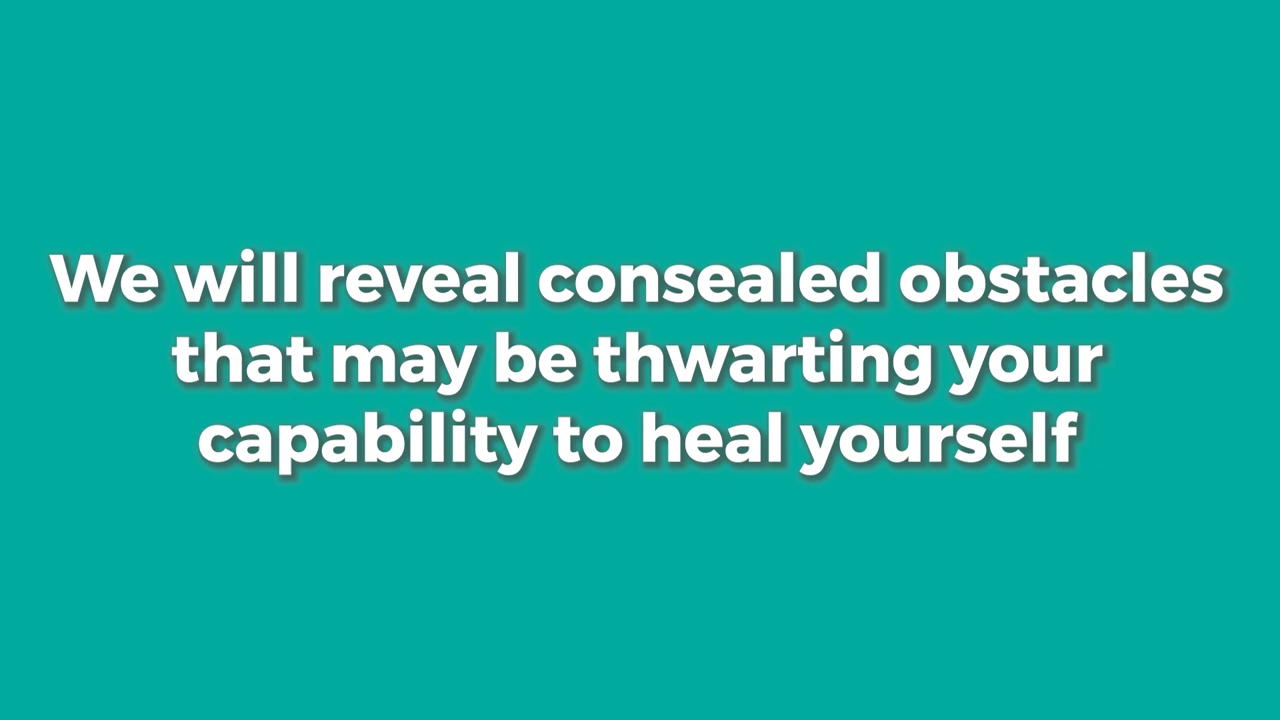 We will reveal consealed obstacles
that may be thwarting your
capability to heal yourself